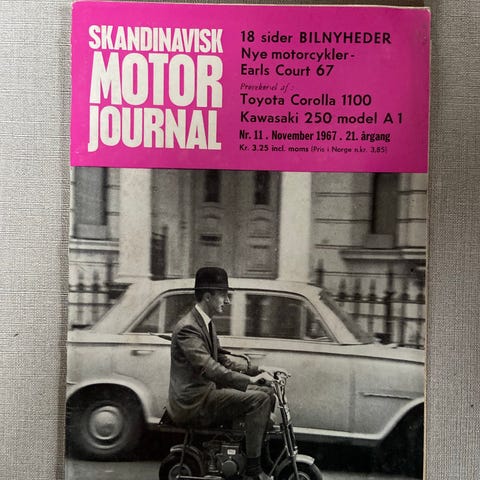 SKANDINAVISK
MOTOR
JOURNAL
18 sider BILNYHEDER
Nye motorcykler-
Earls Court 67
Prøvekørsel af:
Toyota Corolla 1100
Kawasaki 250 model A1
Nr. 11 . November 1967 . 21. årgang
Kr. 3.25 incl. moms (Pris i Norge n.kr. 3,85)